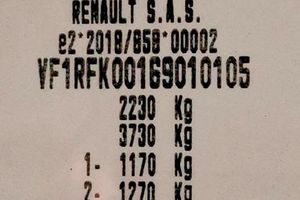 RENAULT S.A.S.
e2*2018/858*00002
VF1RFK00169010105
2230 Kg
3730 Kg
1- 1170 Kg
2- 1270 Kg